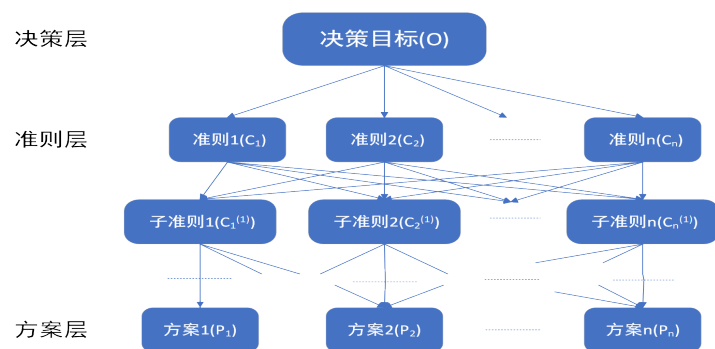 决策层
决策目标(O)
准则层
准则1(C₁)
准则2(C₂)
准则n(Cₙ)
子准则1(C₁⁽¹⁾)
子准则2(C₂⁽¹⁾)
子准则n(Cₙ⁽¹⁾)
方案层
方案1(P₁)
方案2(P₂)
方案n(Pₙ)